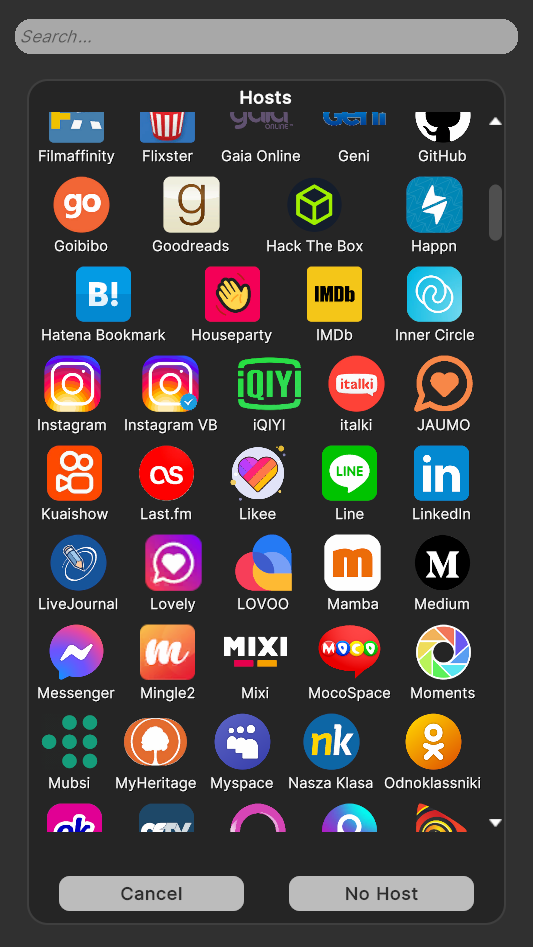 Search...
Hosts
Filmaffinity Flixster Gaia Online Geni GitHub
go g
Goibibo Goodreads Hack The Box Happn
B! IMDb
Hatena Bookmark Houseparty IMDB Inner Circle
iQIYI italki
Instagram Instagram VB iQIYI italki JAUMO
as LINE in
Kuaishow Last.fm Likee Line LinkedIn
m M
LiveJournal Lovely LOVOO Mamba Medium
m MIXI MOCO
Messenger Mingle2 Mixi MocoSpace Moments
nk
Mubsi MyHeritage Myspace Nasza Klasa Odnoklassniki
Cancel No Host